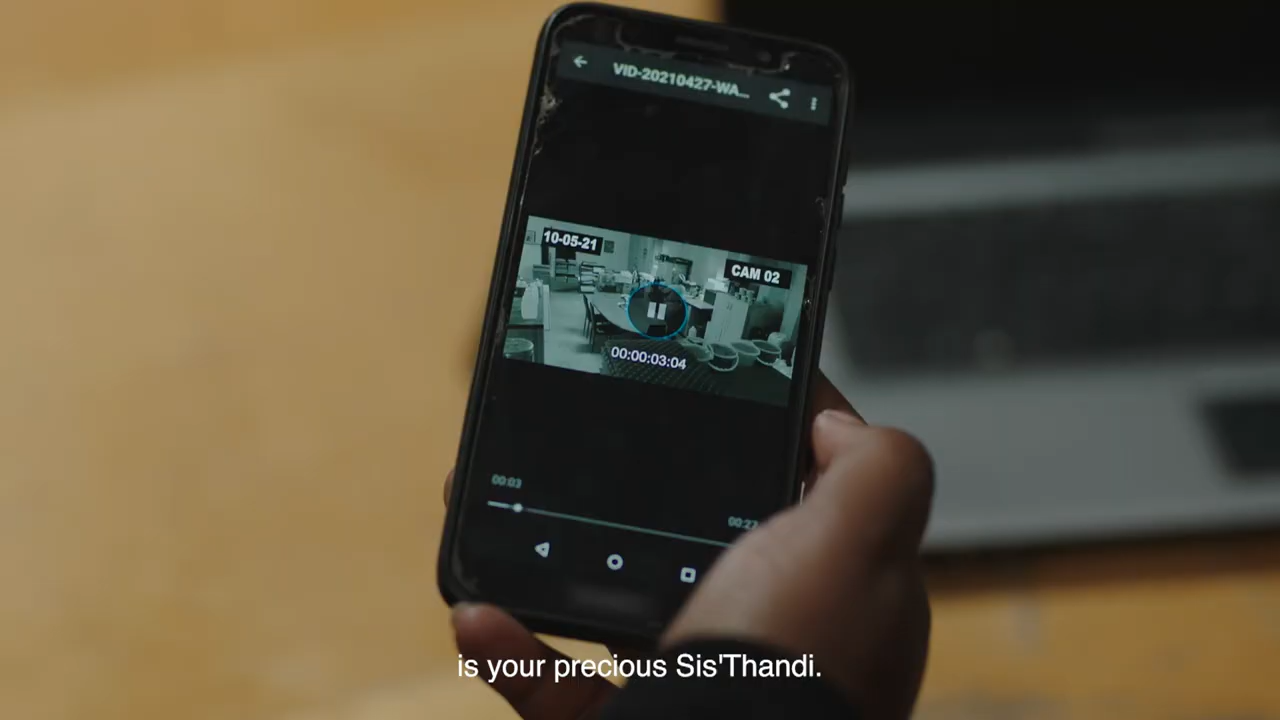 VID-20210427-WA...
10-05-21
CAM 02
00:00:03:04
00:03
00:27
is your precious Sis'Thandi.